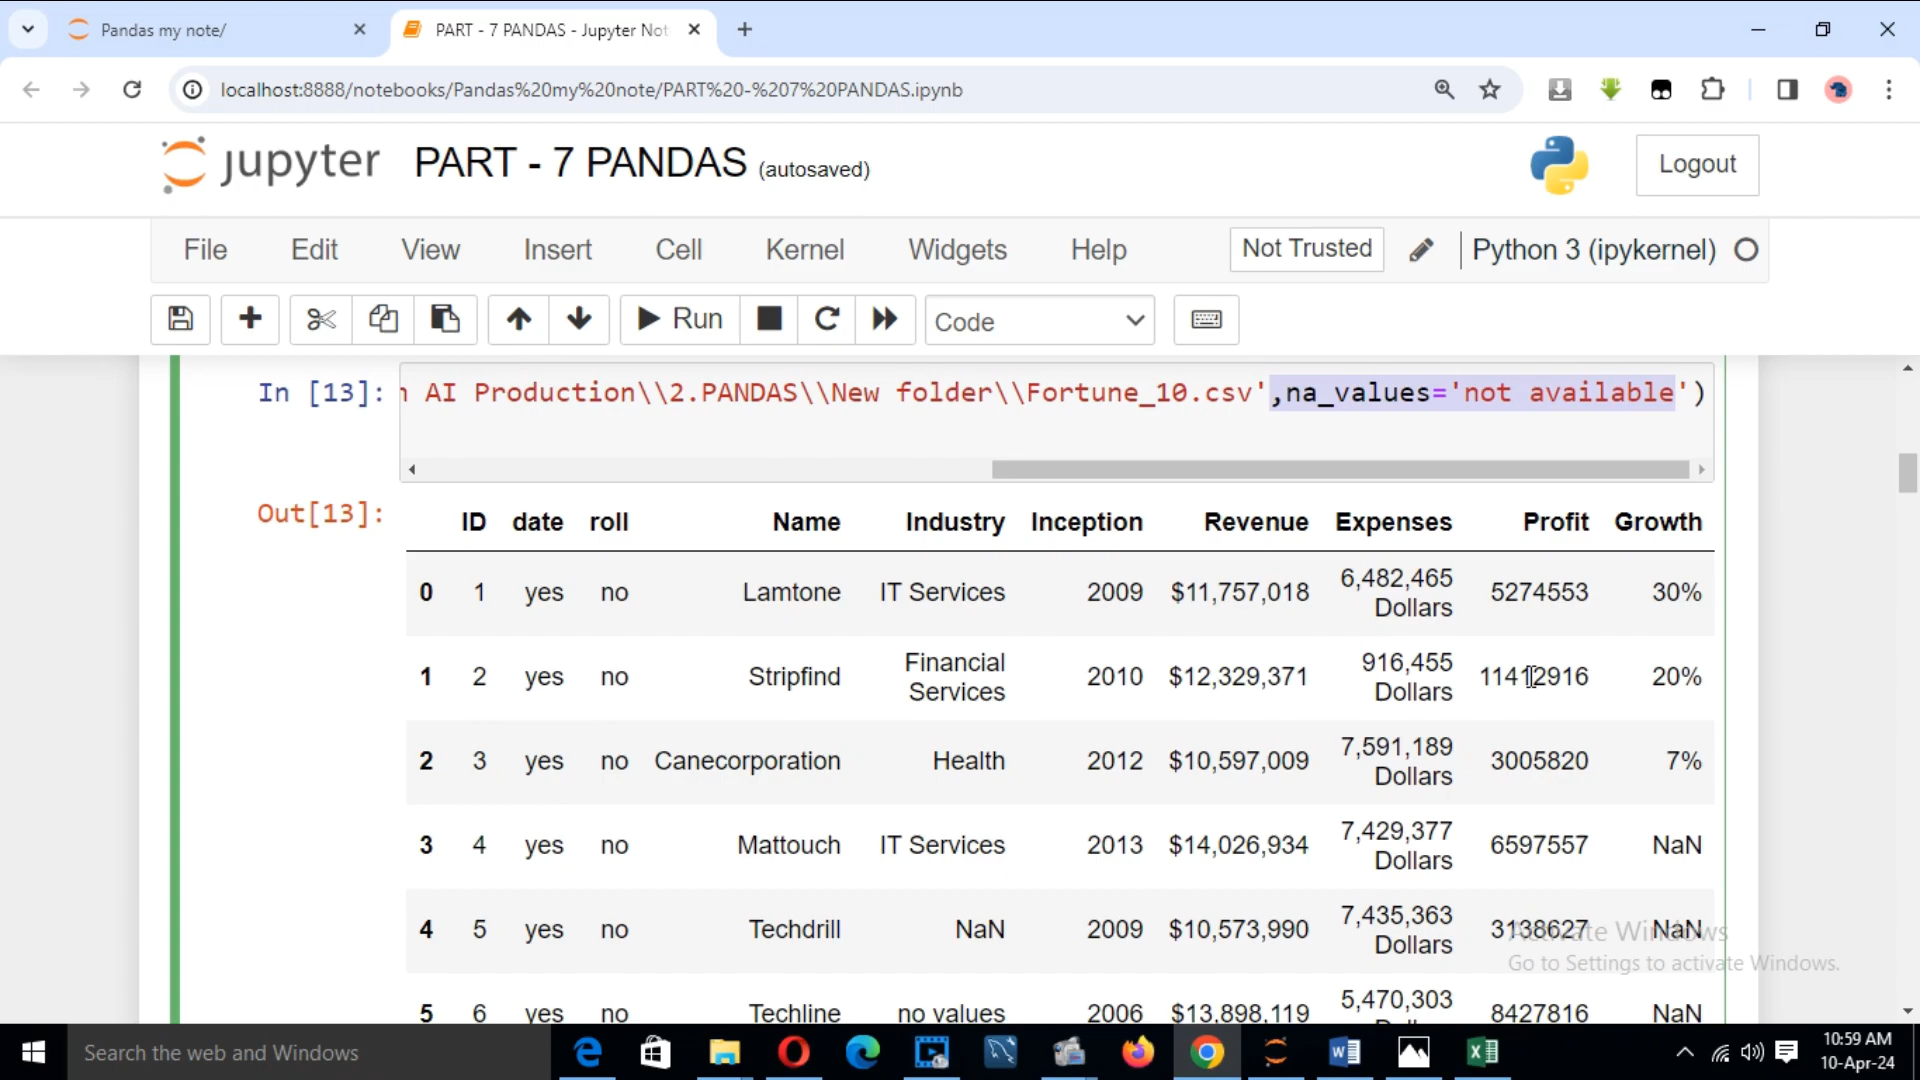 Pandas my note/
PART - 7 PANDAS - Jupyter Not
localhost:8888/notebooks/Pandas%20my%20note/PART%20-%207%20PANDAS.ipynb
jupyter PART - 7 PANDAS (autosaved)
Logout
File Edit View Insert Cell Kernel Widgets Help Not Trusted Python 3 (ipykernel)
Run Code
In [13]: AI Production\\2.PANDAS\\New folder\\Fortune_10.csv',na_values='not available')
Out[13]:
ID date roll Name Industry Inception Revenue Expenses Profit Growth
0 1 yes no Lamtone IT Services 2009 $11,757,018 6,482,465 Dollars 5274553 30%
1 2 yes no Stripfind Financial Services 2010 $12,329,371 916,455 Dollars 11412916 20%
2 3 yes no Canecorporation Health 2012 $10,597,009 7,591,189 Dollars 3005820 7%
3 4 yes no Mattouch IT Services 2013 $14,026,934 7,429,377 Dollars 6597557 NaN
4 5 yes no Techdrill NaN 2009 $10,573,990 7,435,363 Dollars 3138627 NaN
5 6 yes no Techline no values 2006 $13,898,119 5,470,303 8427816 NaN
Activate Windows
Go to Settings to activate Windows.
Search the web and Windows
10:59 AM
10-Apr-24